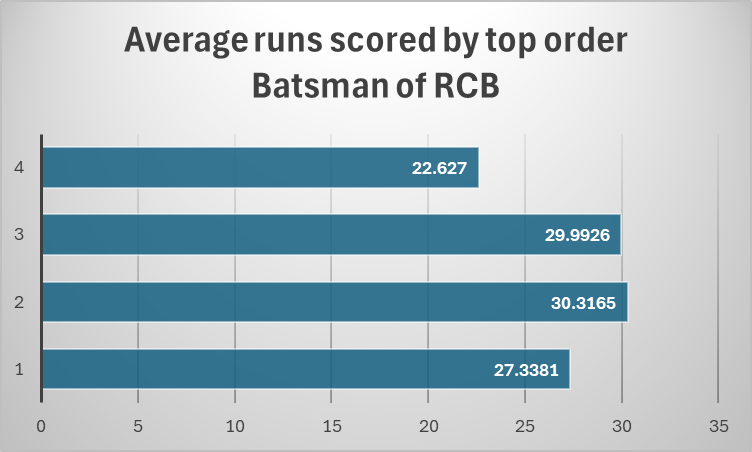 Average runs scored by top order
Batsman of RCB
4 22.627
3 29.9926
2 30.3165
1 27.3381
0 5 10 15 20 25 30 35